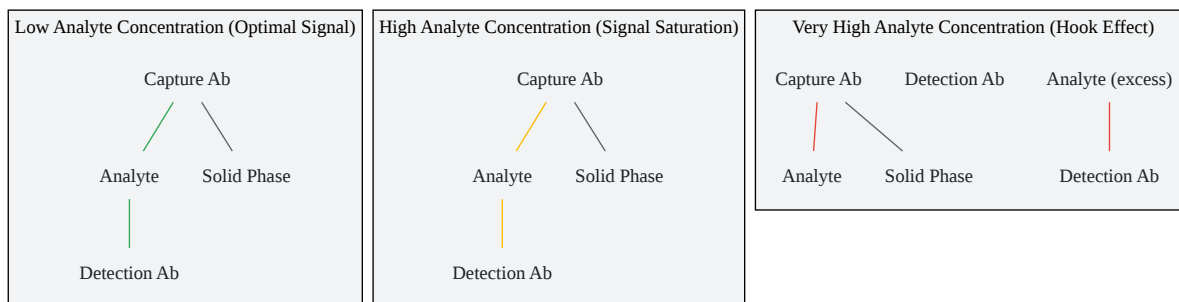 Low Analyte Concentration (Optimal Signal)
Capture Ab
Analyte
Solid Phase
Detection Ab
High Analyte Concentration (Signal Saturation)
Capture Ab
Analyte
Solid Phase
Detection Ab
Very High Analyte Concentration (Hook Effect)
Capture Ab
Detection Ab
Analyte (excess)
Analyte
Solid Phase
Detection Ab